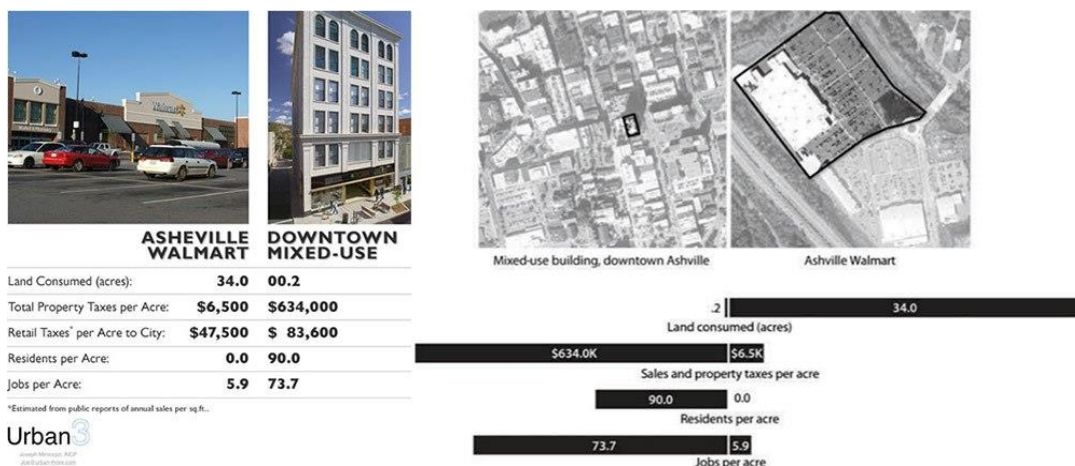 Walmart
ASHEVILLE WALMART
DOWNTOWN MIXED-USE
Land Consumed (acres): 34.0 00.2
Total Property Taxes per Acre: $6,500 $634,000
Retail Taxes* per Acre to City: $47,500 $ 83,600
Residents per Acre: 0.0 90.0
Jobs per Acre: 5.9 73.7
*Estimated from public reports of annual sales per sq.ft..
Urban3
Mixed-use building, downtown Ashville
Ashville Walmart
.2 34.0
Land consumed (acres)
$634.0K $6.5K
Sales and property taxes per acre
90.0 0.0
Residents per acre
73.7 5.9
Jobs per acre